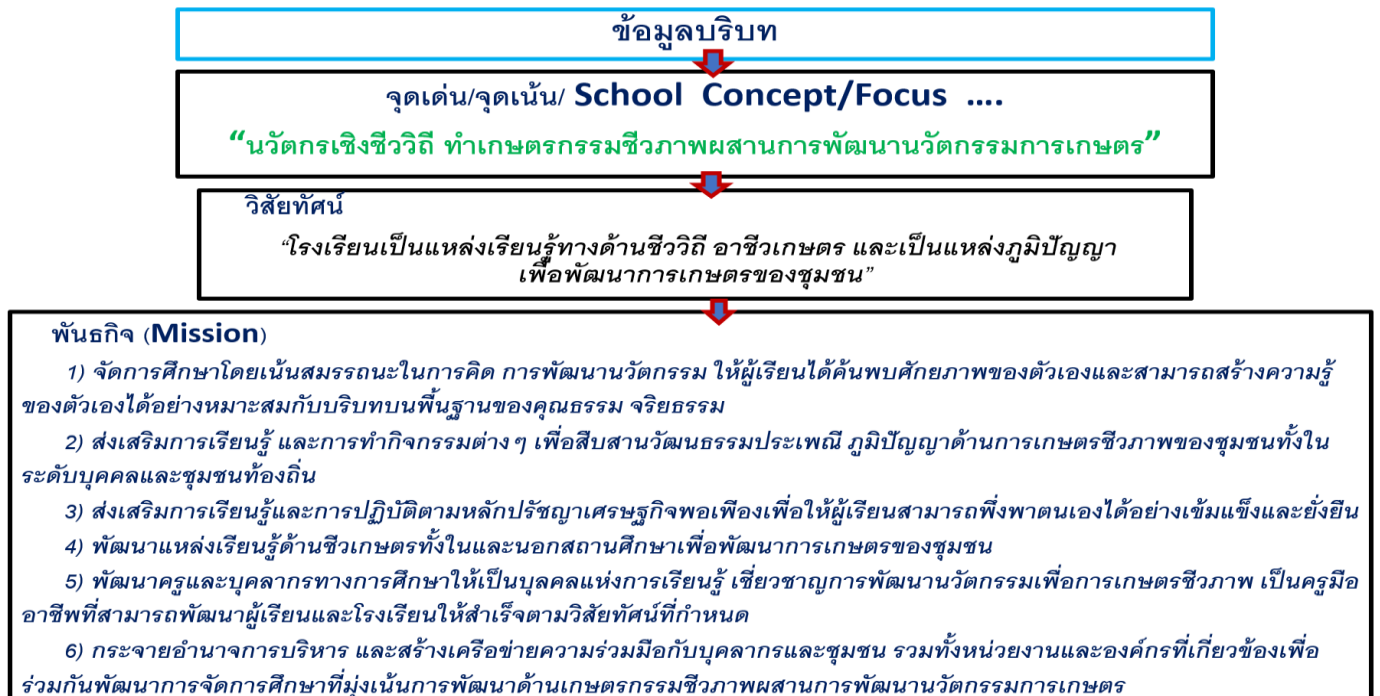 ข้อมูลบริบท
จุดเด่น/จุดเน้น/ School Concept/Focus ....
“นวัตกรเชิงชีววิถี ทำเกษตรกรรมชีวภาพผสานการพัฒนานวัตกรรมการเกษตร”
วิสัยทัศน์
“โรงเรียนเป็นแหล่งเรียนรู้ทางด้านชีววิถี อาชีวเกษตร และเป็นแหล่งภูมิปัญญา
เพื่อพัฒนาการเกษตรของชุมชน”
พันธกิจ (Mission)
1) จัดการศึกษาโดยเน้นสมรรถนะในการคิด การพัฒนานวัตกรรม ให้ผู้เรียนได้ค้นพบศักยภาพของตัวเองและสามารถสร้างความรู้
ของตัวเองได้อย่างหมาะสมกับบริบทบนพื้นฐานของคุณธรรม จริยธรรม
2) ส่งเสริมการเรียนรู้ และการทำกิจกรรมต่าง ๆ เพื่อสืบสานวัฒนธรรมประเพณี ภูมิปัญญาด้านการเกษตรชีวภาพของชุมชนทั้งใน
ระดับบุคคลและชุมชนท้องถิ่น
3) ส่งเสริมการเรียนรู้และการปฏิบัติตามหลักปรัชญาเศรษฐกิจพอเพียงเพื่อให้ผู้เรียนสามารถพึ่งพาตนเองได้อย่างเข้มแข็งและยั่งยืน
4) พัฒนาแหล่งเรียนรู้ด้านชีวเกษตรทั้งในและนอกสถานศึกษาเพื่อพัฒนาการเกษตรของชุมชน
5) พัฒนาครูและบุคลากรทางการศึกษาให้เป็นบุลคลแห่งการเรียนรู้ เชี่ยวชาญการพัฒนานวัตกรรมเพื่อการเกษตรชีวภาพ เป็นครูมือ
อาชีพที่สามารถพัฒนาผู้เรียนและโรงเรียนให้สำเร็จตามวิสัยทัศน์ที่กำหนด
6) กระจายอำนาจการบริหาร และสร้างเครือข่ายความร่วมมือกับบุคลากรและชุมชน รวมทั้งหน่วยงานและองค์กรที่เกี่ยวข้องเพื่อ
ร่วมกันพัฒนาการจัดการศึกษาที่มุ่งเน้นการพัฒนาด้านเกษตรกรรมชีวภาพผสานการพัฒนานวัตกรรมการเกษตร